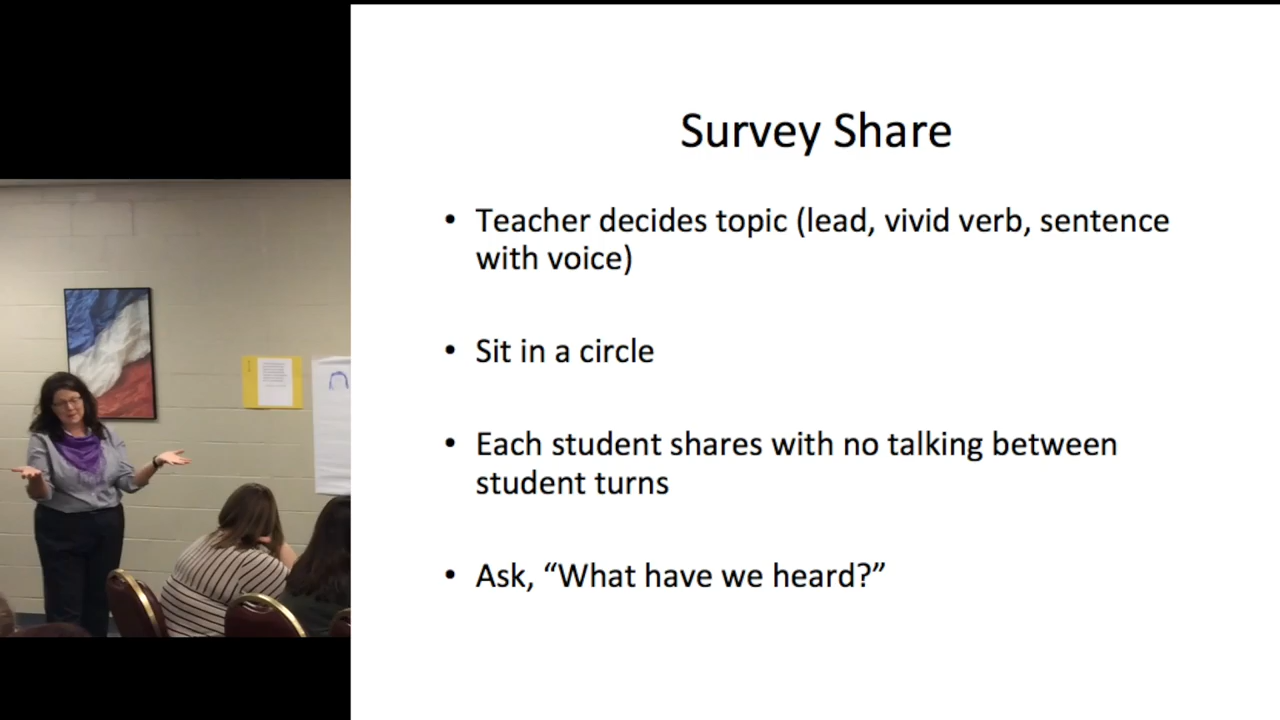 Survey Share
• Teacher decides topic (lead, vivid verb, sentence
with voice)
• Sit in a circle
• Each student shares with no talking between
student turns
• Ask, “What have we heard?”